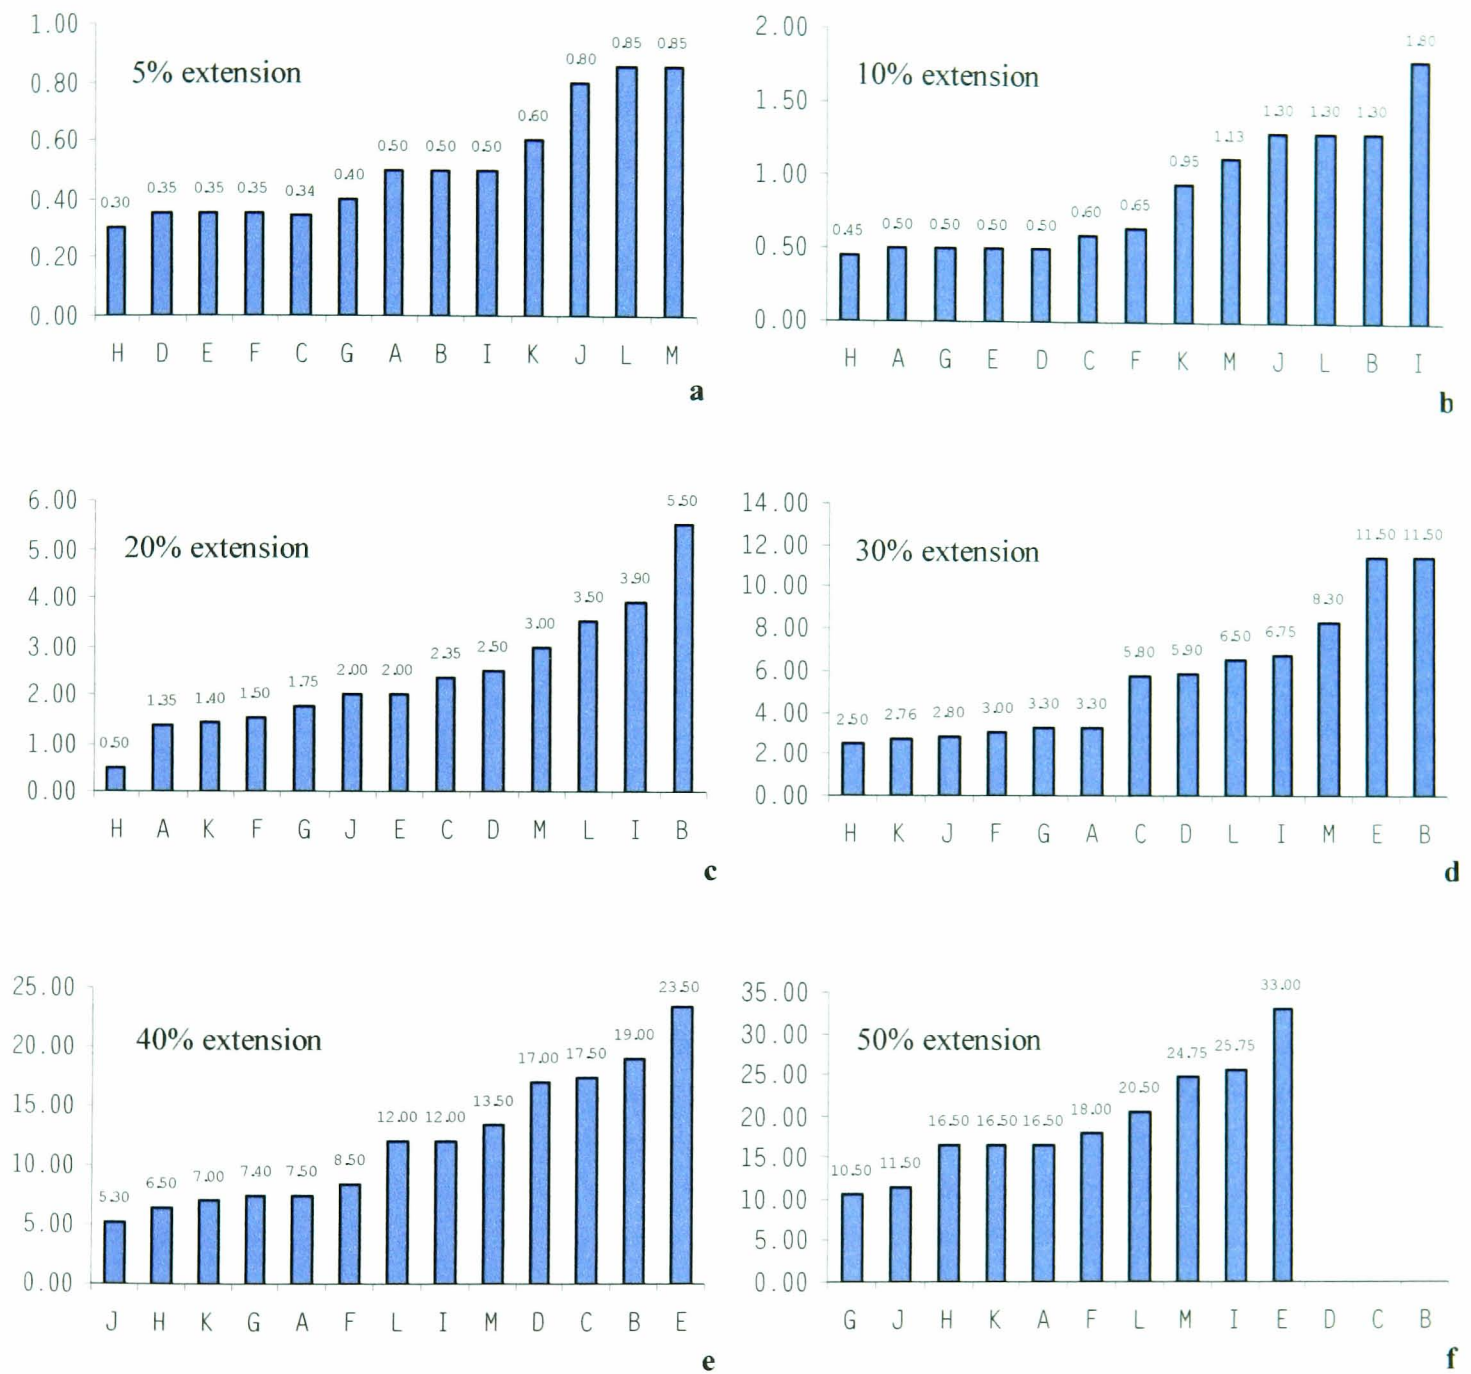 5% extension
1.00
0.80
0.60
0.40
0.20
0.00
0.30 0.35 0.35 0.35 0.34 0.40 0.50 0.50 0.50 0.60 0.80 0.85 0.85
H D E F C G A B I K J L M
a
10% extension
2.00
1.50
1.00
0.50
0.00
0.45 0.50 0.50 0.50 0.50 0.60 0.65 0.95 1.13 1.30 1.30 1.30 1.80
H A G E D C F K M J L B I
b
20% extension
6.00
5.00
4.00
3.00
2.00
1.00
0.00
0.50 1.35 1.40 1.50 1.75 2.00 2.00 2.35 2.50 3.00 3.50 3.90 5.50
H A K F G J E C D M L I B
c
30% extension
14.00
12.00
10.00
8.00
6.00
4.00
2.00
0.00
2.50 2.76 2.80 3.00 3.30 3.30 5.80 5.90 6.50 6.75 8.30 11.50 11.50
H K J F G A C D L I M E B
d
40% extension
25.00
20.00
15.00
10.00
5.00
0.00
5.30 6.50 7.00 7.40 7.50 8.50 12.00 12.00 13.50 17.00 17.50 19.00 23.50
J H K G A F L I M D C B E
e
50% extension
35.00
30.00
25.00
20.00
15.00
10.00
5.00
0.00
10.50 11.50 16.50 16.50 16.50 18.00 20.50 24.75 25.75 33.00
G J H K A F L M I E D C B
f